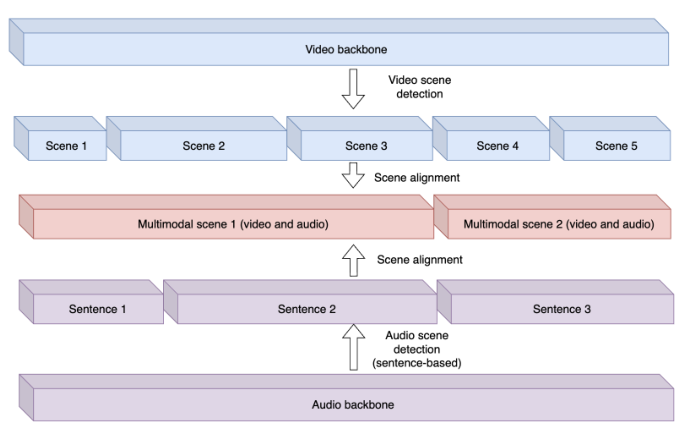 Video backbone
Video scene
detection
Scene 1
Scene 2
Scene 3
Scene 4
Scene 5
Scene alignment
Multimodal scene 1 (video and audio)
Multimodal scene 2 (video and audio)
Scene alignment
Sentence 1
Sentence 2
Sentence 3
Audio scene
detection
(sentence-based)
Audio backbone